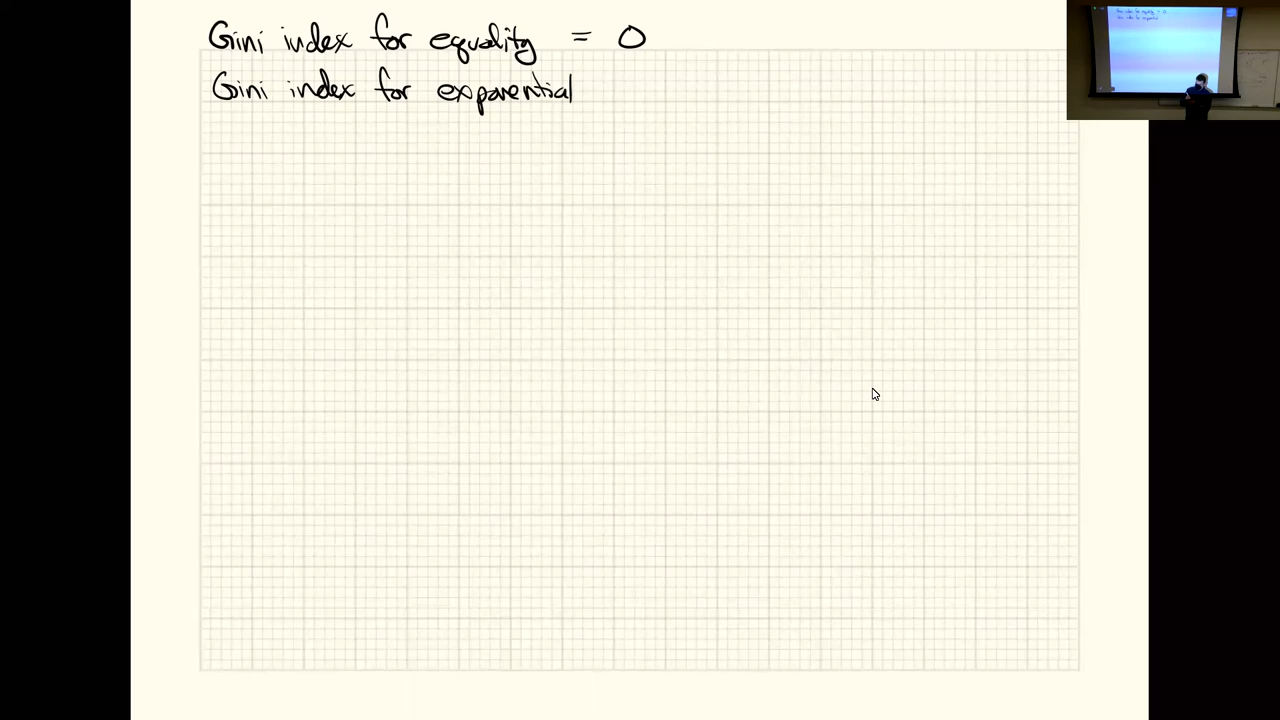 Gini index for equality = 0
Gini index for exponential